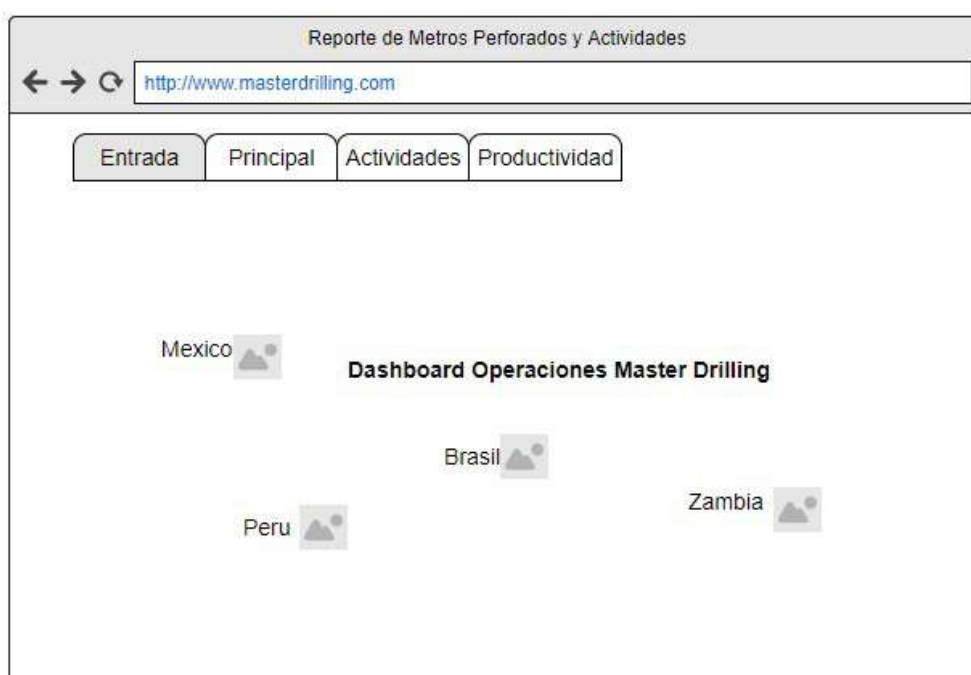 Reporte de Metros Perforados y Actividades
http://www.masterdrilling.com
Entrada Principal Actividades Productividad
Mexico
Dashboard Operaciones Master Drilling
Brasil
Zambia
Peru